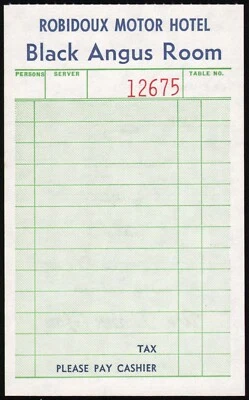 ROBIDOUX MOTOR HOTEL
Black Angus Room
PERSONS SERVER TABLE NO.
12675
TAX
PLEASE PAY CASHIER